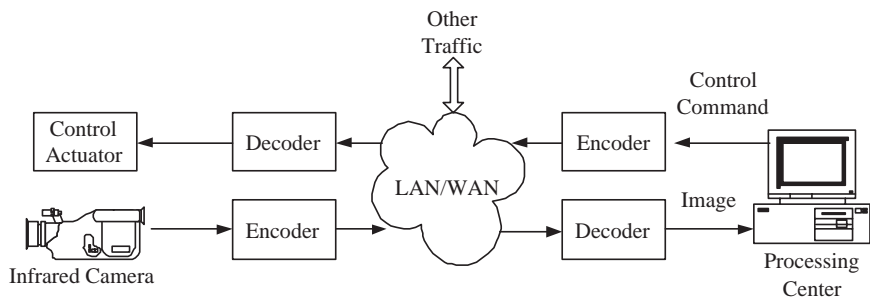 Other
Traffic
Control
Command
Control
Actuator
Decoder
Encoder
LAN/WAN
Image
Encoder
Decoder
Infrared Camera
Processing
Center